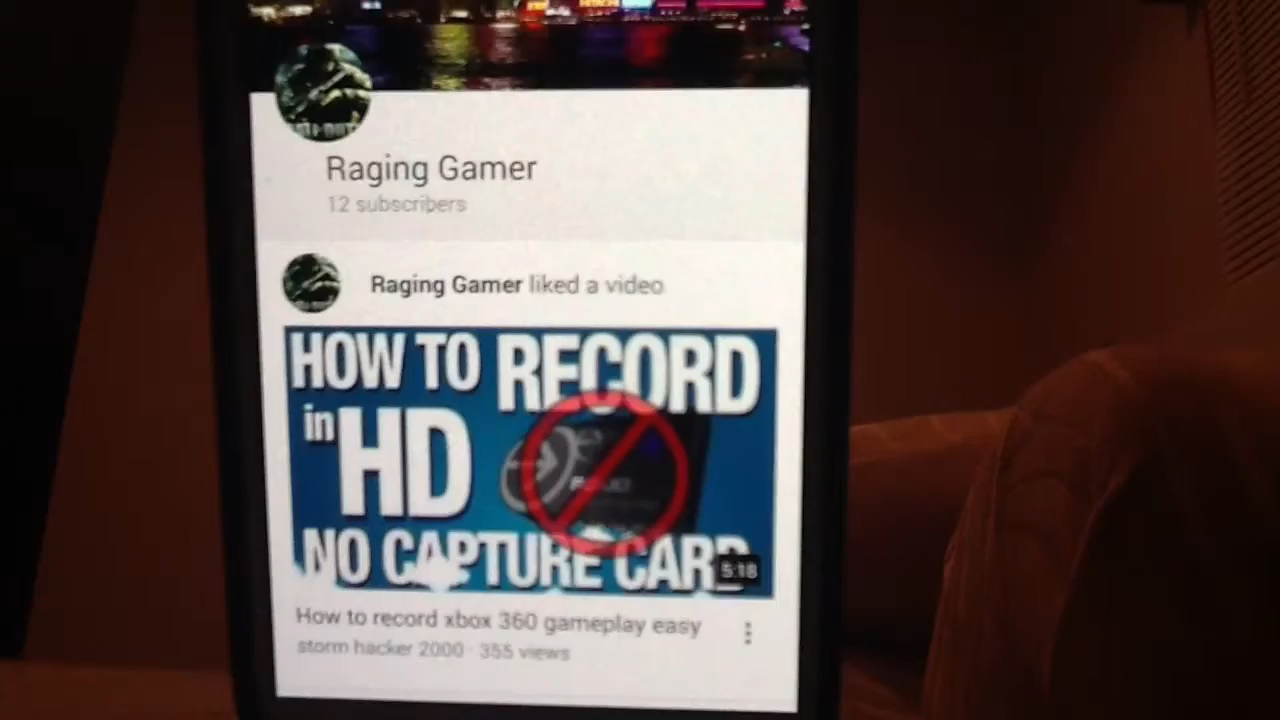 Raging Gamer
12 subscribers
Raging Gamer liked a video
HOW TO RECORD
in HD
NO CAPTURE CARD
5:18
How to record xbox 360 gameplay easy
storm hacker 2000 · 355 views